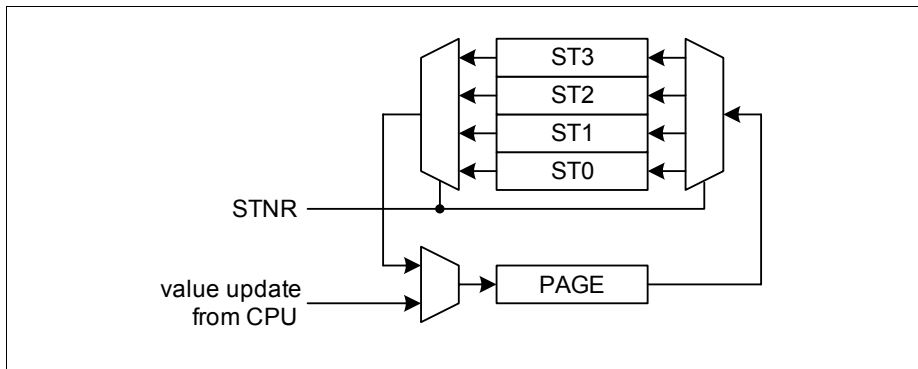 ST3
ST2
ST1
ST0
STNR
value update
from CPU
PAGE